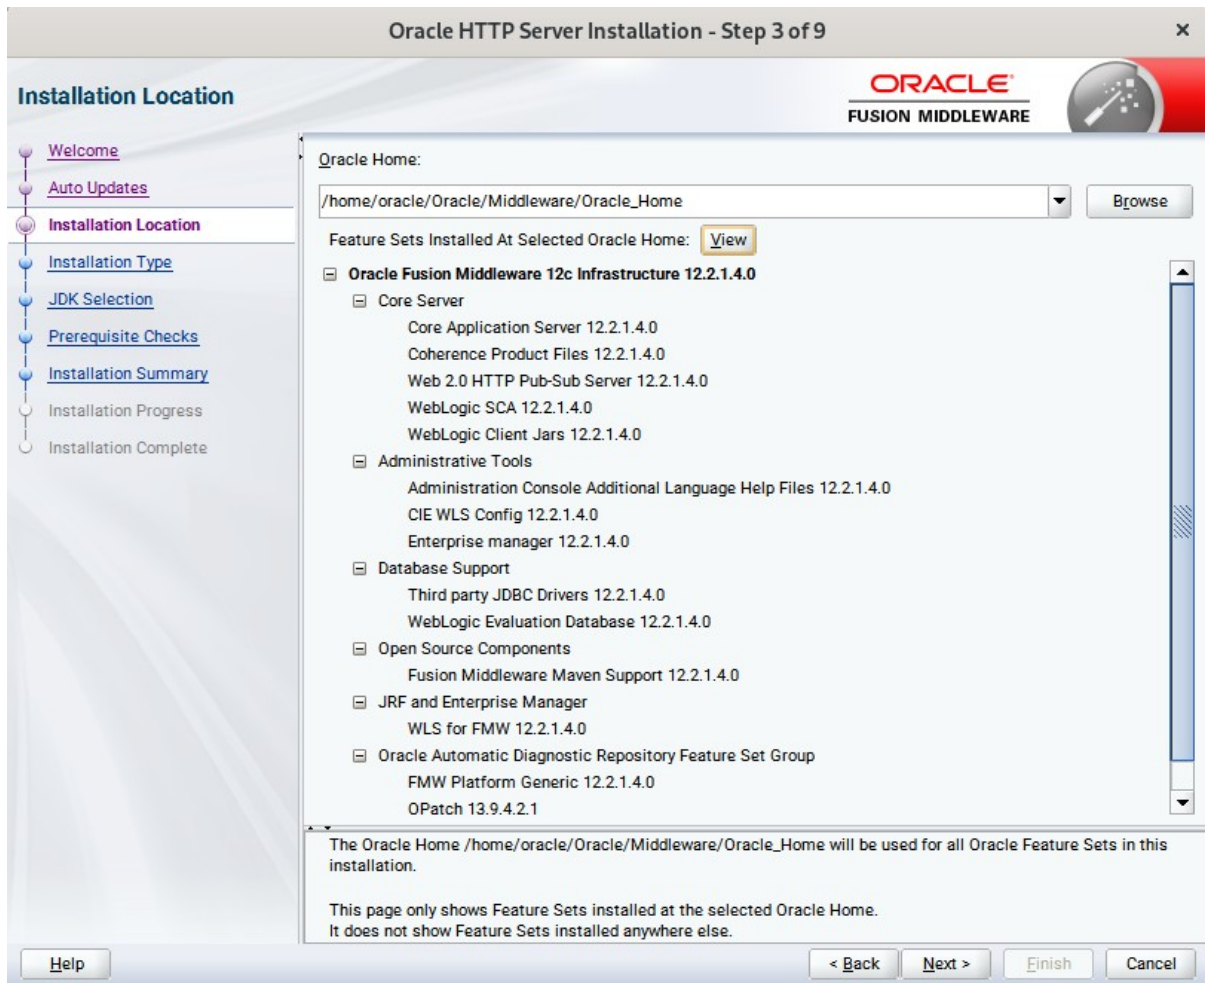 Oracle HTTP Server Installation - Step 3 of 9
Installation Location
ORACLE
FUSION MIDDLEWARE
Welcome
Auto Updates
Installation Location
Installation Type
JDK Selection
Prerequisite Checks
Installation Summary
Installation Progress
Installation Complete
Oracle Home:
/home/oracle/Oracle/Middleware/Oracle_Home
Browse
Feature Sets Installed At Selected Oracle Home: View
Oracle Fusion Middleware 12c Infrastructure 12.2.1.4.0
Core Server
Core Application Server 12.2.1.4.0
Coherence Product Files 12.2.1.4.0
Web 2.0 HTTP Pub-Sub Server 12.2.1.4.0
WebLogic SCA 12.2.1.4.0
WebLogic Client Jars 12.2.1.4.0
Administrative Tools
Administration Console Additional Language Help Files 12.2.1.4.0
CIE WLS Config 12.2.1.4.0
Enterprise manager 12.2.1.4.0
Database Support
Third party JDBC Drivers 12.2.1.4.0
WebLogic Evaluation Database 12.2.1.4.0
Open Source Components
Fusion Middleware Maven Support 12.2.1.4.0
JRF and Enterprise Manager
WLS for FMW 12.2.1.4.0
Oracle Automatic Diagnostic Repository Feature Set Group
FMW Platform Generic 12.2.1.4.0
OPatch 13.9.4.2.1
The Oracle Home /home/oracle/Oracle/Middleware/Oracle_Home will be used for all Oracle Feature Sets in this
installation.
This page only shows Feature Sets installed at the selected Oracle Home.
It does not show Feature Sets installed anywhere else.
Help
< Back
Next >
Finish
Cancel